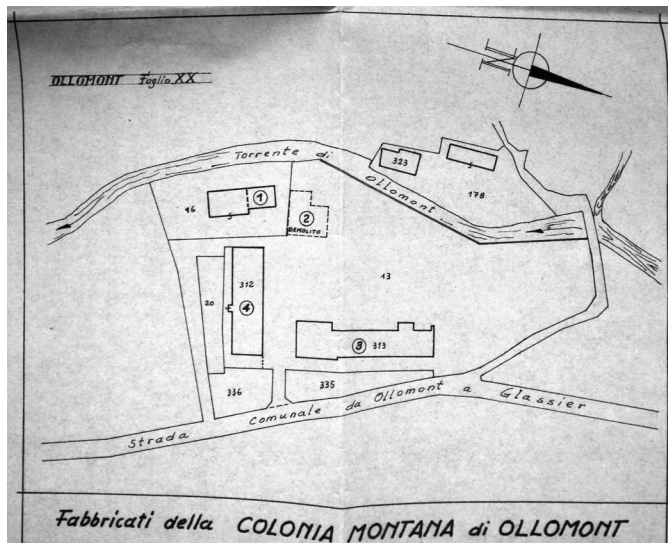 OLLOMONT Foglio XX
Torrente di Ollomont
323
178
46
1
2
DEMOLITO
13
312
20
4
3
313
336
335
Strada Comunale da Ollomont a Glassier
Fabbricati della COLONIA MONTANA di OLLOMONT